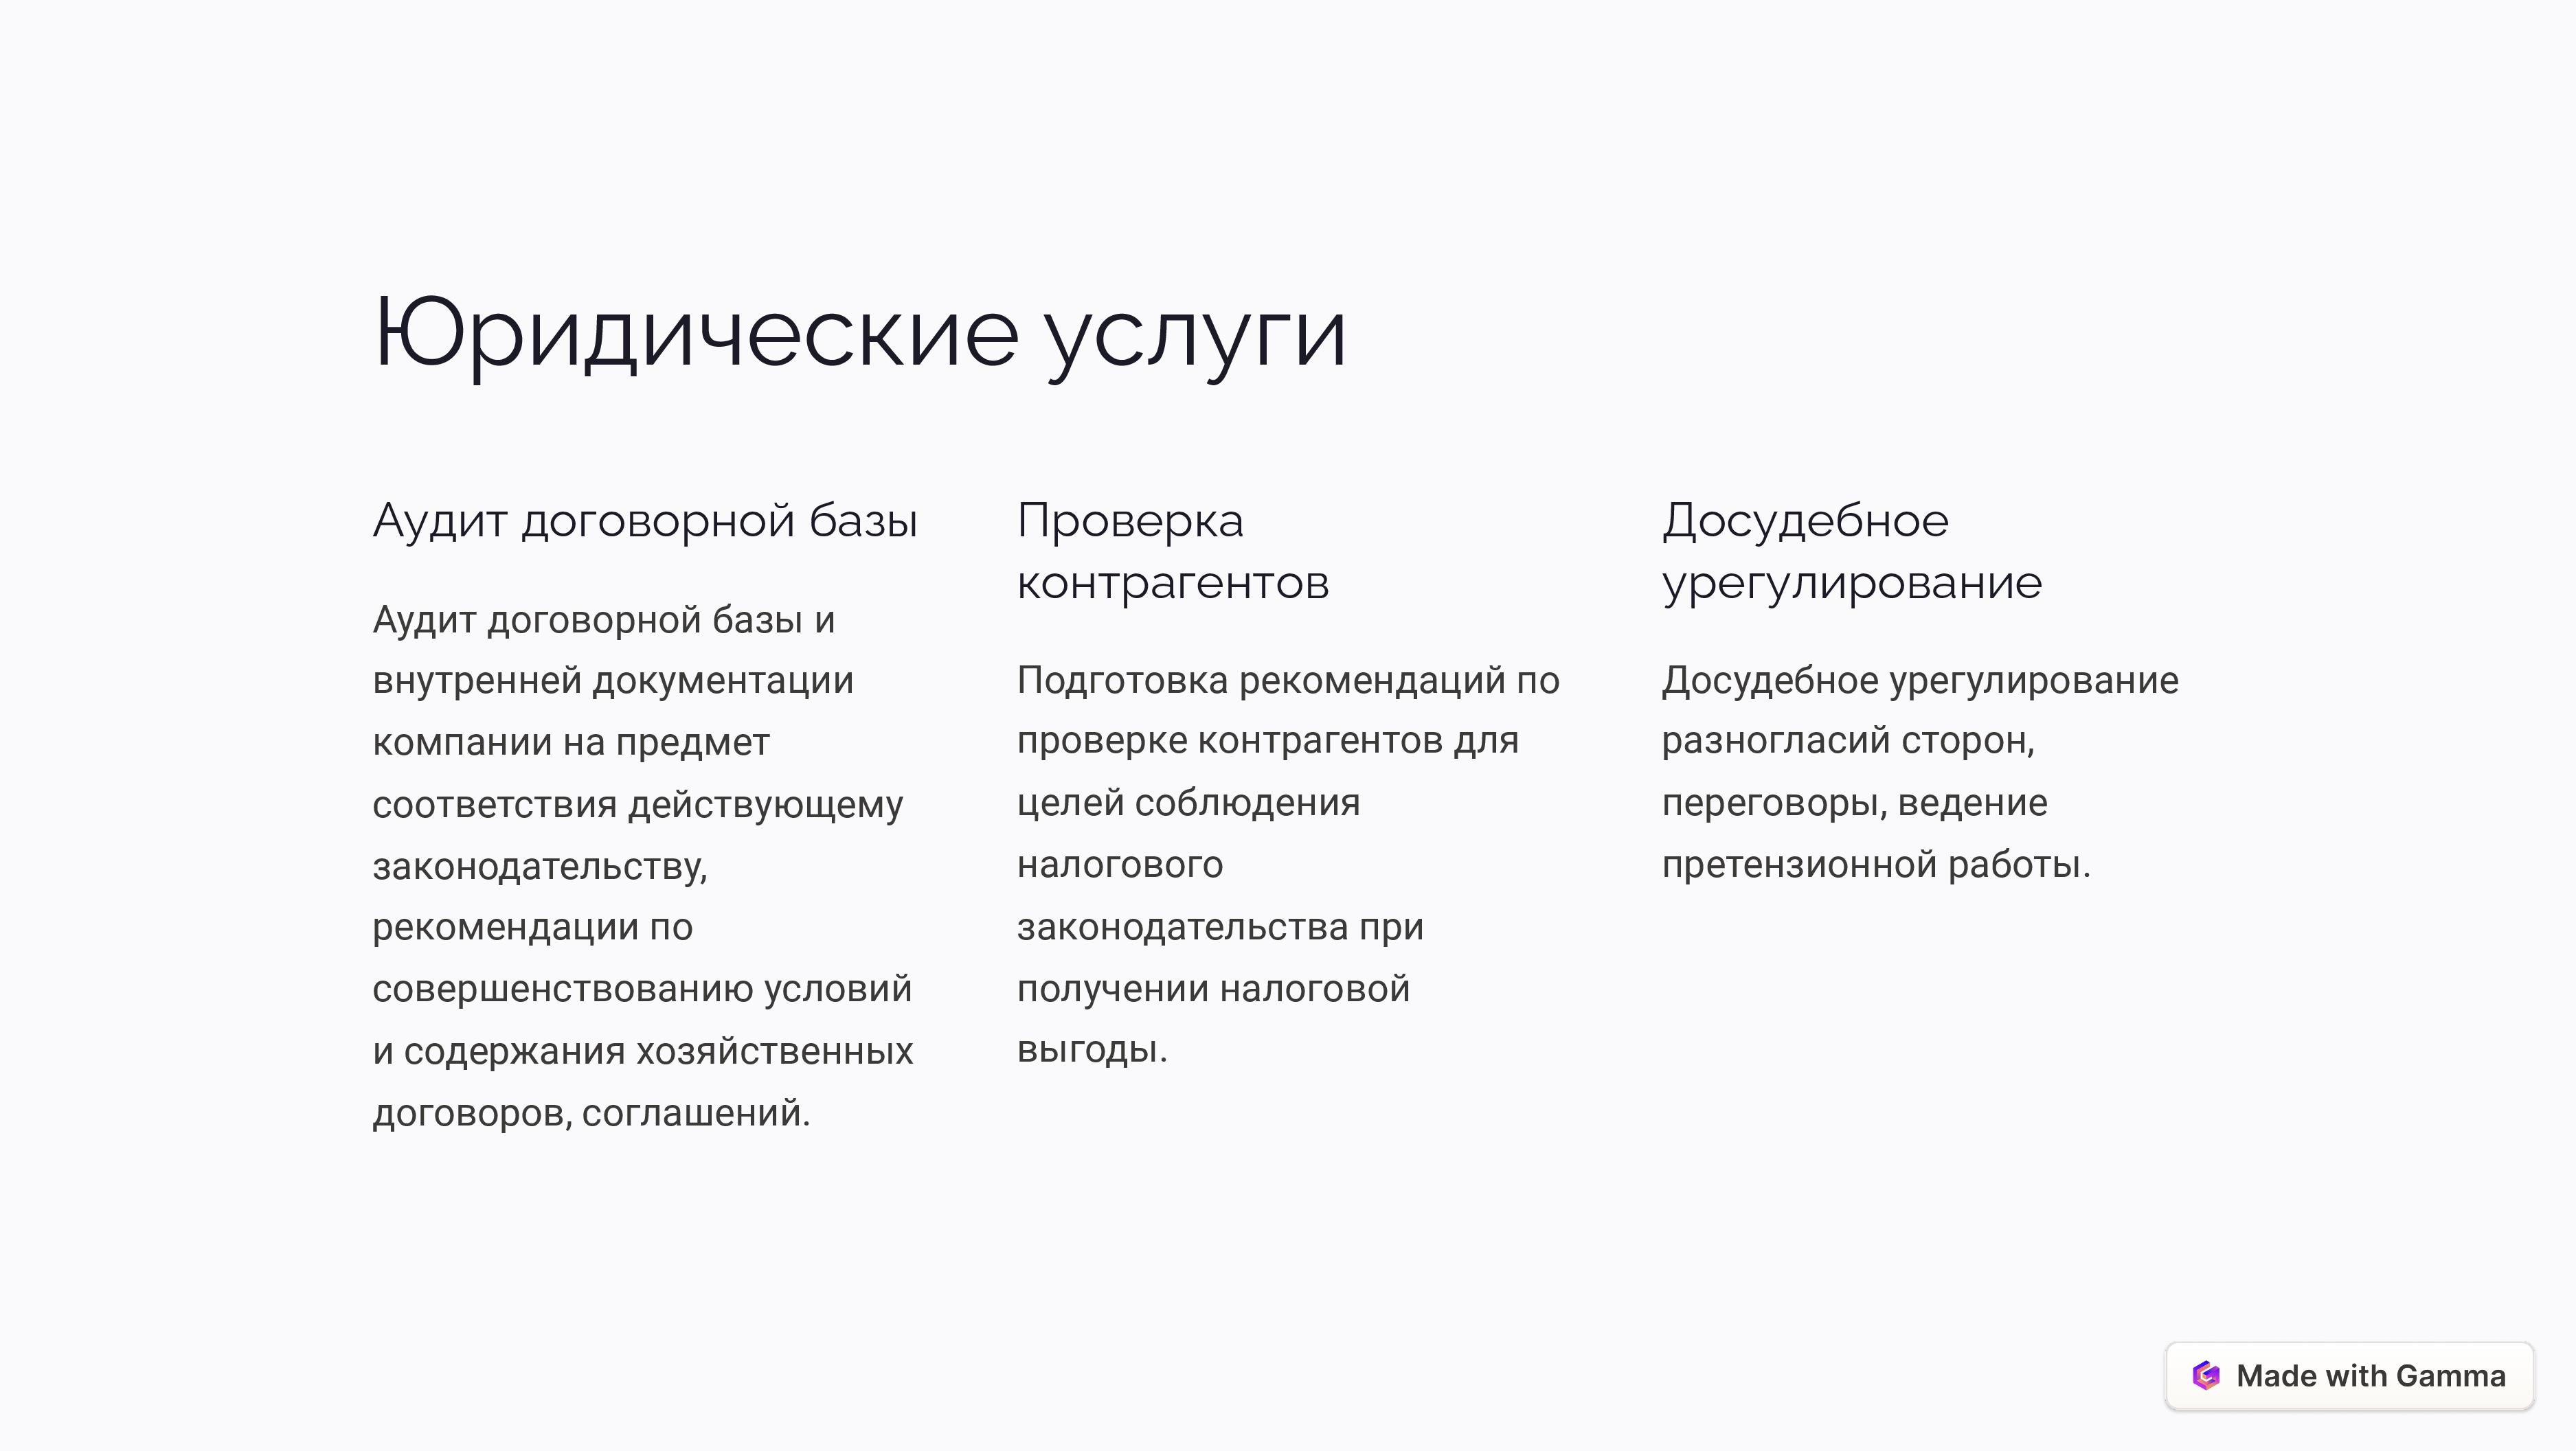 Юридические услуги
Аудит договорной базы
Аудит договорной базы и
внутренней документации
компании на предмет
соответствия действующему
законодательству,
рекомендации по
совершенствованию условий
и содержания хозяйственных
договоров, соглашений.
Проверка
контрагентов
Подготовка рекомендаций по
проверке контрагентов для
целей соблюдения
налогового
законодательства при
получении налоговой
выгоды.
Досудебное
урегулирование
Досудебное урегулирование
разногласий сторон,
переговоры, ведение
претензионной работы.
Made with Gamma